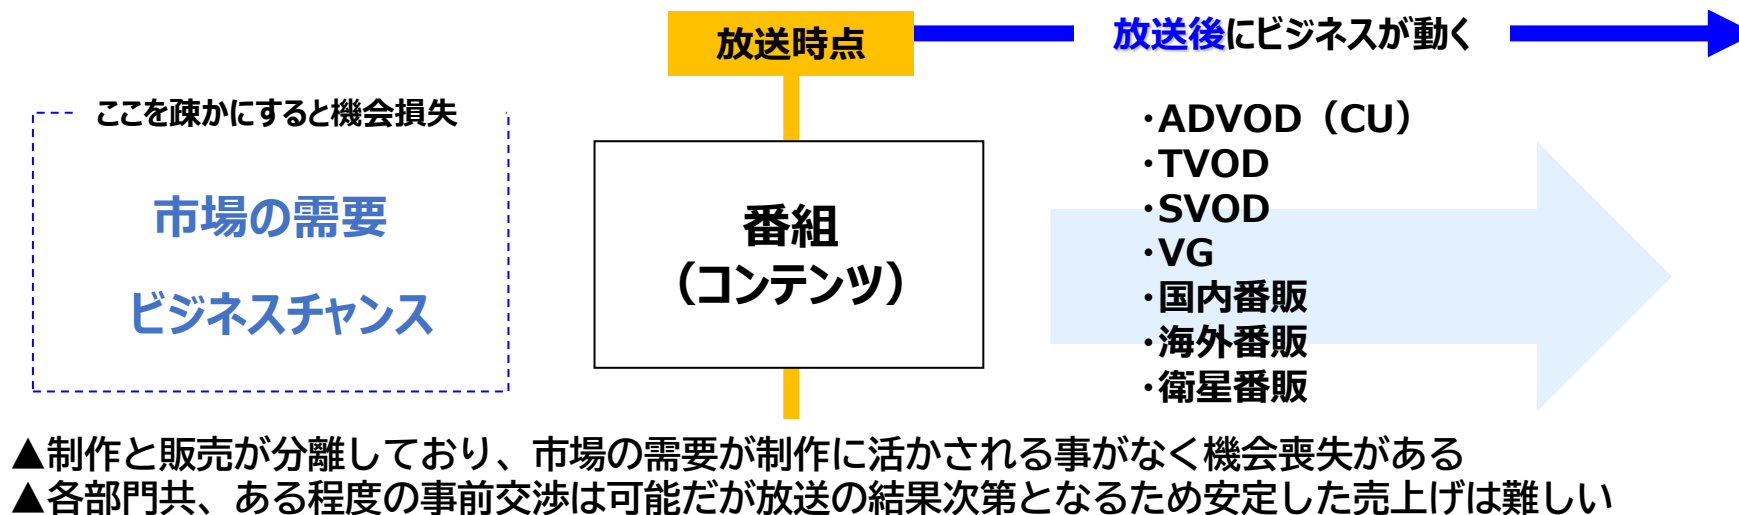 放送時点
放送後にビジネスが動く
ここを疎かにすると機会損失
市場の需要
ビジネスチャンス
番組
（コンテンツ）
・ADVOD（CU）
・TVOD
・SVOD
・VG
・国内番販
・海外番販
・衛星番販
▲制作と販売が分離しており、市場の需要が制作に活かされる事がなく機会喪失がある
▲各部門共、ある程度の事前交渉は可能だが放送の結果次第となるため安定した売上げは難しい